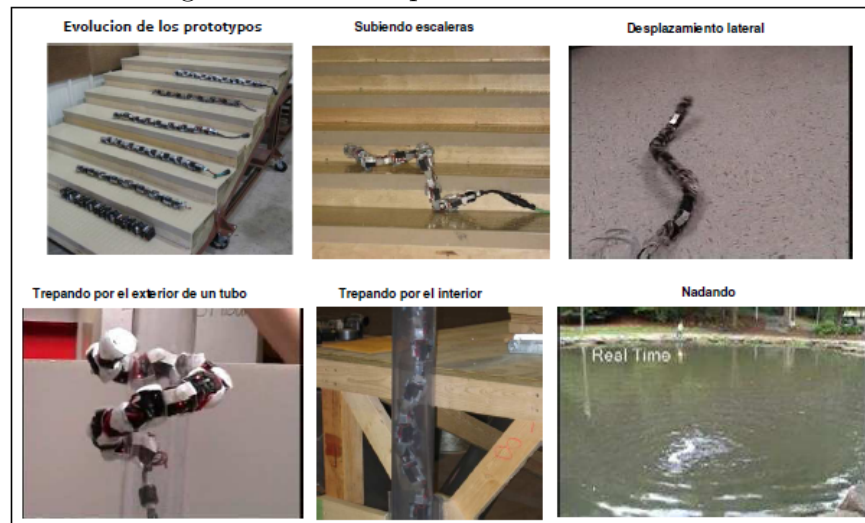 Evolucion de los prototypos
Subiendo escaleras
Desplazamiento lateral
Trepando por el exterior de un tubo
Trepando por el interior
Nadando
Real Time